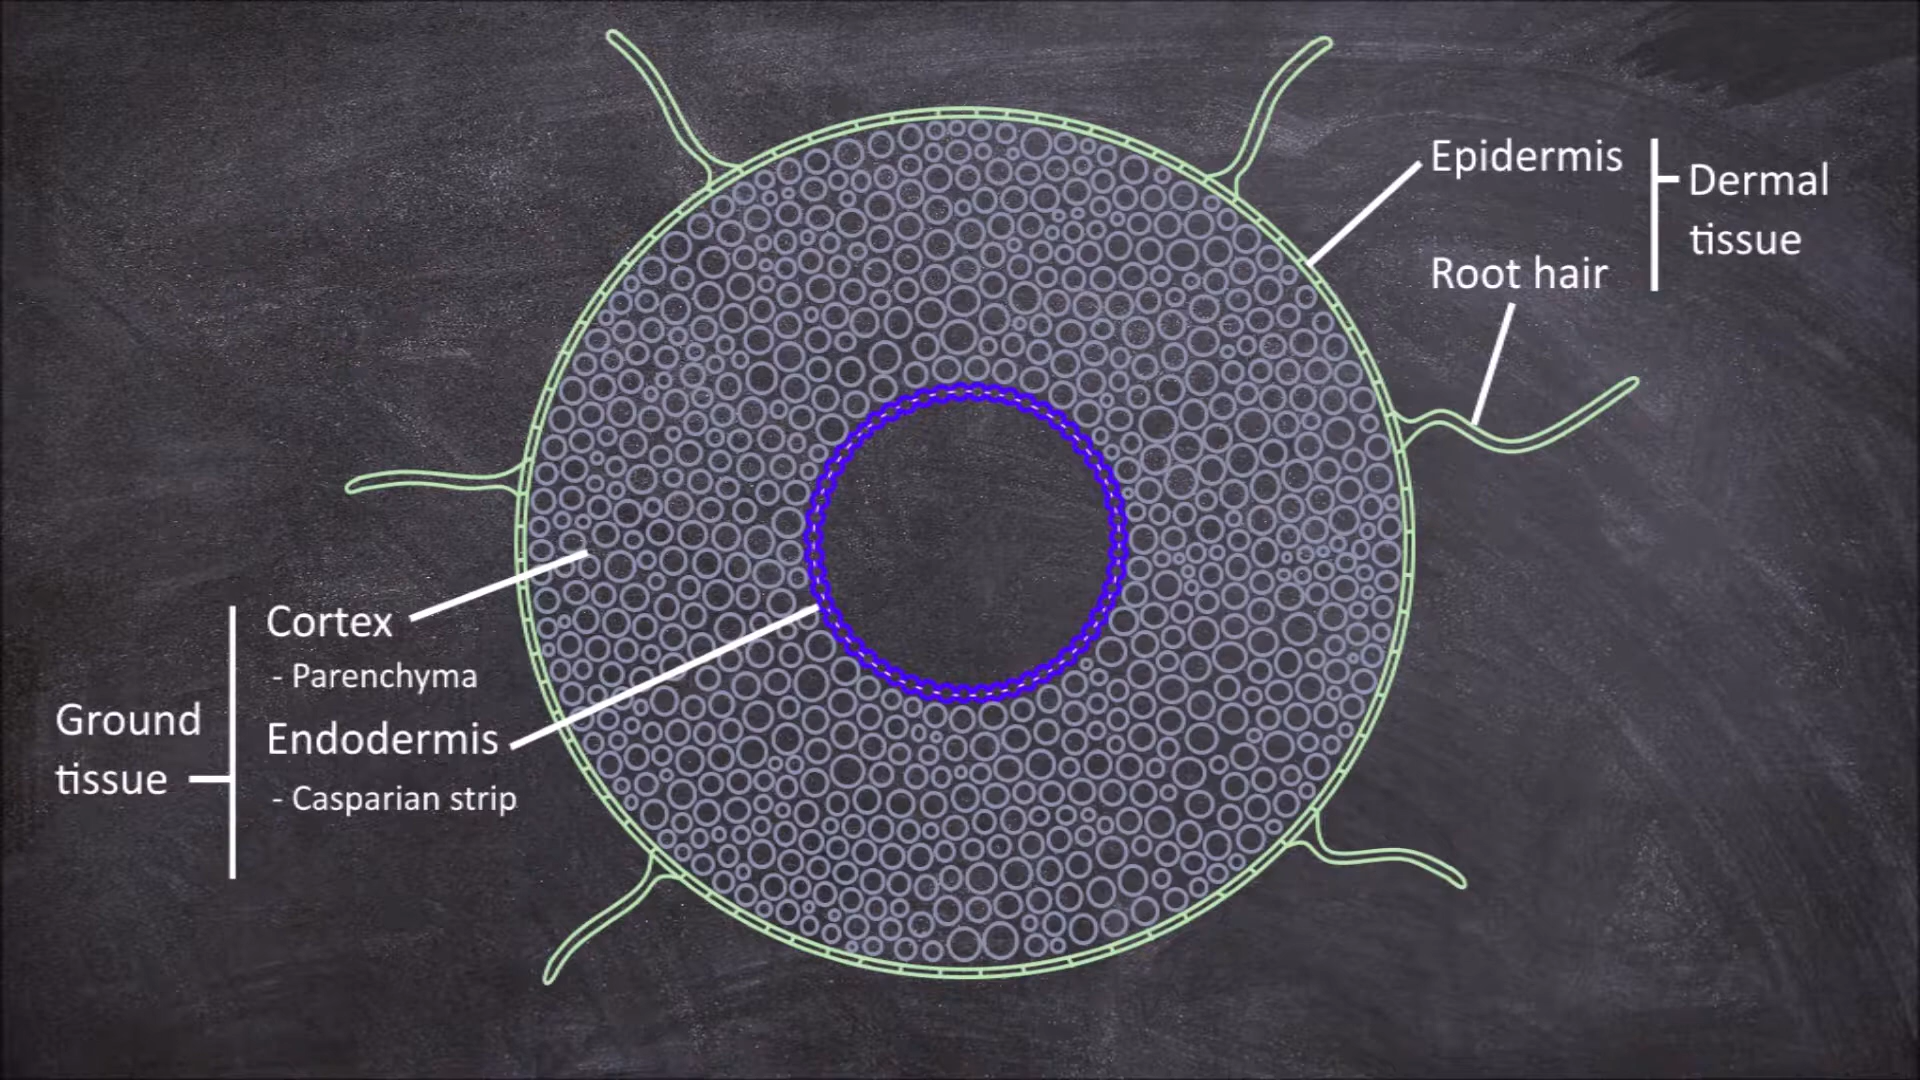 Epidermis
Root hair
Dermal
tissue
Cortex
- Parenchyma
Endodermis
- Casparian strip
Ground
tissue